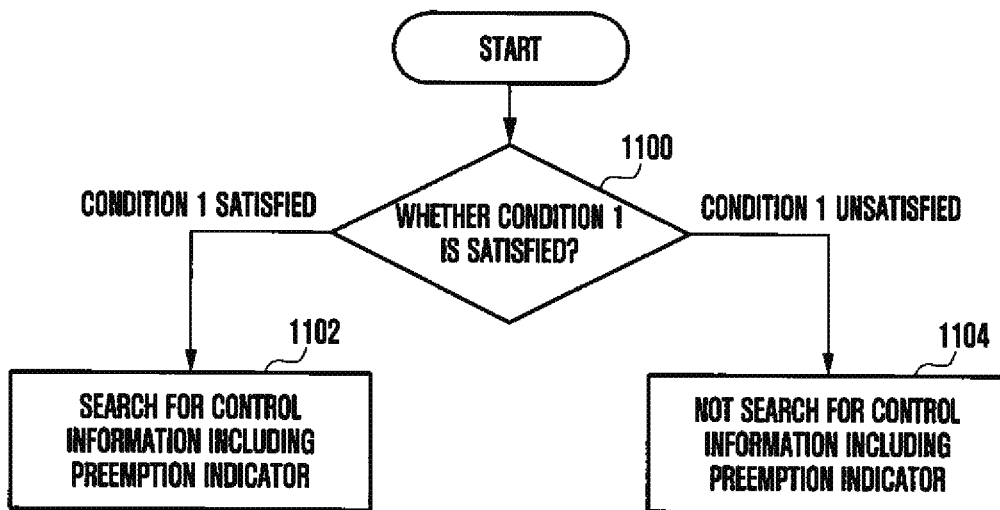 START
1100
CONDITION 1 SATISFIED
WHETHER CONDITION 1
IS SATISFIED?
CONDITION 1 UNSATISFIED
1102
SEARCH FOR CONTROL
INFORMATION INCLUDING
PREEMPTION INDICATOR
1104
NOT SEARCH FOR CONTROL
INFORMATION INCLUDING
PREEMPTION INDICATOR